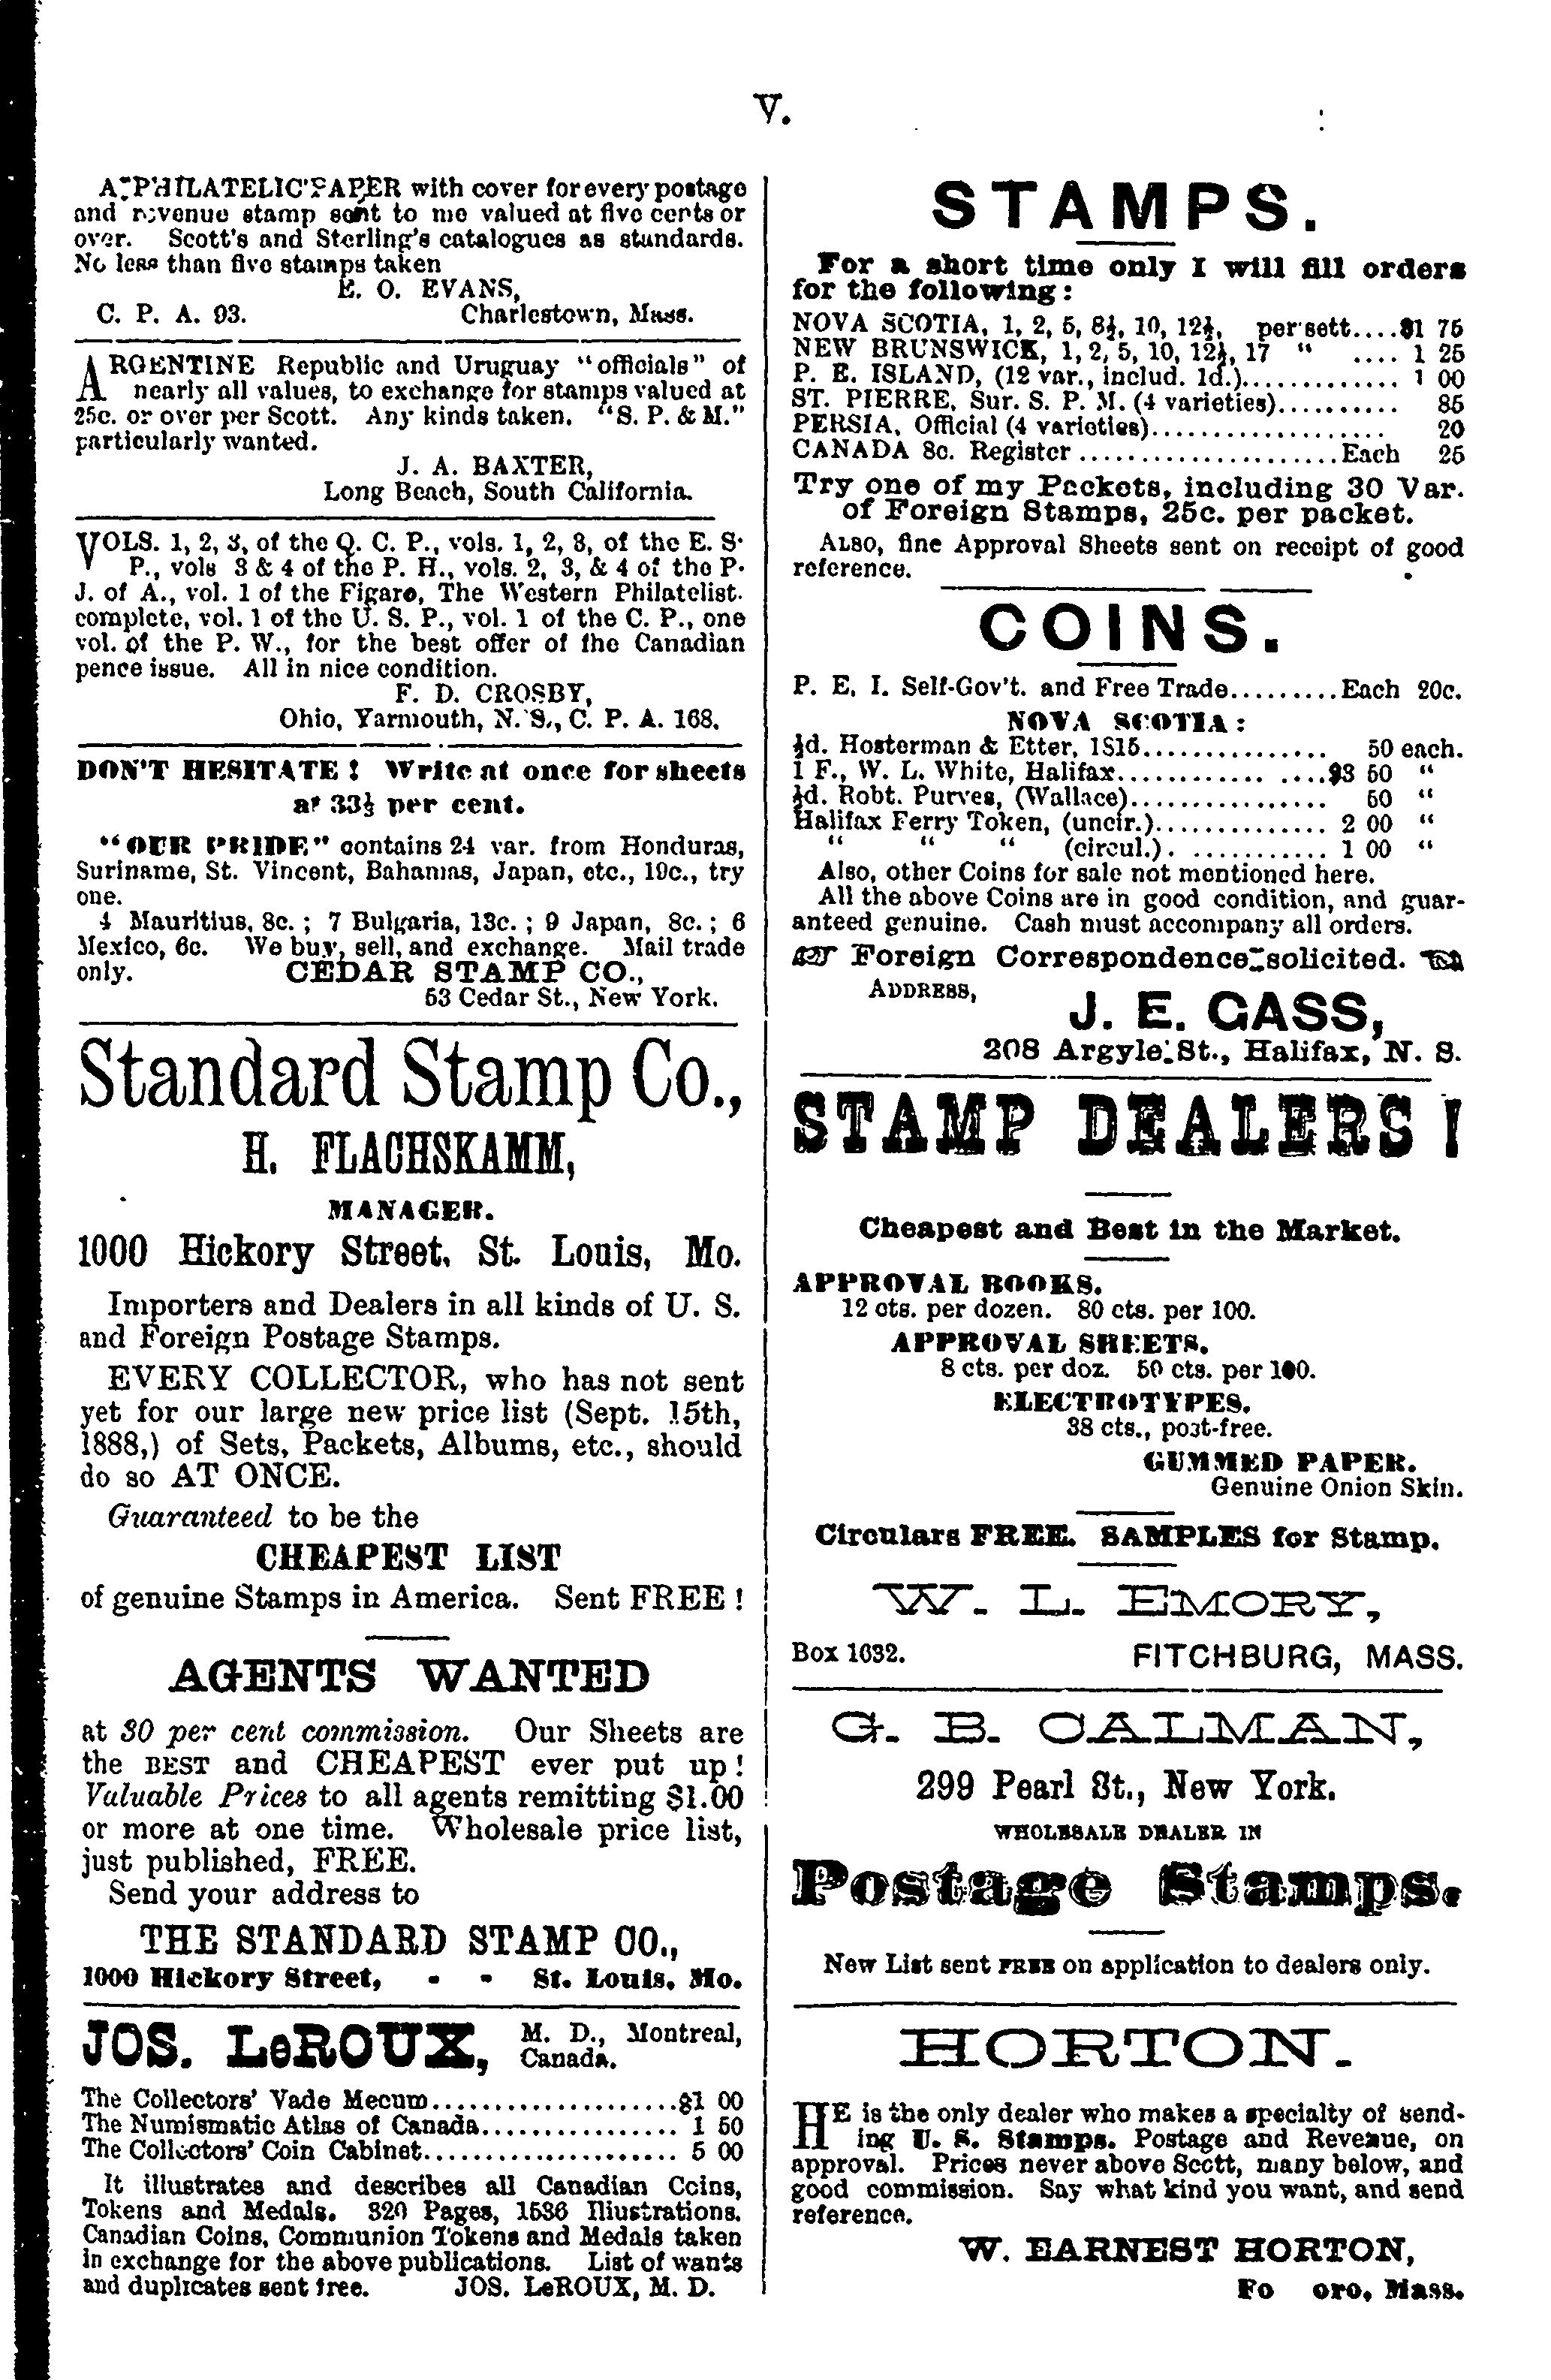 V.
A PHILATELIC PAPER with cover for every postage
and revenue stamp sent to me valued at five cents or
over. Scott's and Sterling's catalogues as standards.
No less than five stamps taken
E. O. EVANS,
C. P. A. 93. Charlestown, Mass.
ARGENTINE Republic and Uruguay "officials" of
nearly all values, to exchange for stamps valued at
25c. or over per Scott. Any kinds taken. "S. P. & M."
particularly wanted.
J. A. BAXTER,
Long Beach, South California.
VOLS. 1, 2, 3, of the Q. C. P., vols. 1, 2, 3, of the E. S.
P., vols 3 & 4 of the P. H., vols. 2, 3, & 4 of the P.
J. of A., vol. 1 of the Figaro, The Western Philatelist.
complete, vol. 1 of the U. S. P., vol. 1 of the C. P., one
vol. of the P. W., for the best offer of the Canadian
pence issue. All in nice condition.
F. D. CROSBY,
Ohio, Yarmouth, N. S., C. P. A. 168.
DON'T HESITATE ! Write at once for sheets
at 33⅓ per cent.
"OUR PRIDE" contains 24 var. from Honduras,
Suriname, St. Vincent, Bahamas, Japan, etc., 19c., try
one.
4 Mauritius, 8c. ; 7 Bulgaria, 13c. ; 9 Japan, 8c. ; 6
Mexico, 6c. We buy, sell, and exchange. Mail trade
only. CEDAR STAMP CO.,
53 Cedar St., New York.
Standard Stamp Co.,
H. FLACHSKAMM,
MANAGER.
1000 Hickory Street, St. Louis, Mo.
Importers and Dealers in all kinds of U. S.
and Foreign Postage Stamps.
EVERY COLLECTOR, who has not sent
yet for our large new price list (Sept. 15th,
1888,) of Sets, Packets, Albums, etc., should
do so AT ONCE.
Guaranteed to be the
CHEAPEST LIST
of genuine Stamps in America. Sent FREE !
AGENTS WANTED
at 30 per cent commission. Our Sheets are
the BEST and CHEAPEST ever put up!
Valuable Prices to all agents remitting $1.00
or more at one time. Wholesale price list,
just published, FREE.
Send your address to
THE STANDARD STAMP CO.,
1000 Hickory Street, - - St. Louis, Mo.
JOS. LeROUX, M. D., Montreal,
Canada.
The Collectors' Vade Mecum....................$1 00
The Numismatic Atlas of Canada................ 1 50
The Collectors' Coin Cabinet..................... 5 00
It illustrates and describes all Canadian Coins,
Tokens and Medals. 320 Pages, 1536 Illustrations.
Canadian Coins, Communion Tokens and Medals taken
in exchange for the above publications. List of wants
and duplicates sent free. JOS. LeROUX, M. D.
STAMPS.
For a short time only I will fill orders
for the following :
NOVA SCOTIA, 1, 2, 5, 8½, 10, 12½, per sett....$1 75
NEW BRUNSWICK, 1, 2, 5, 10, 12½, 17 " .... 1 25
P. E. ISLAND, (12 var., includ. 1d.)............. 1 00
ST. PIERRE, Sur. S. P. M. (4 varieties).......... 85
PERSIA, Official (4 varieties)................... 20
CANADA 8c. Register .....................Each 25
Try one of my Packets, including 30 Var.
of Foreign Stamps, 25c. per packet.
ALSO, fine Approval Sheets sent on receipt of good
reference.
COINS.
P. E. I. Self-Gov't. and Free Trade.........Each 20c.
NOVA SCOTIA :
½d. Hosterman & Etter, 1815............... 50 each.
1 F., W. L. White, Halifax............ ....$3 50 "
½d. Robt. Purves, (Wallace)................ 50 "
Halifax Ferry Token, (uncir.).............. 2 00 "
" " " (circul.). ........... 1 00 "
Also, other Coins for sale not mentioned here.
All the above Coins are in good condition, and guar-
anteed genuine. Cash must accompany all orders.
☞ Foreign Correspondence solicited. ☜
ADDRESS,
J. E. GASS,
208 Argyle St., Halifax, N. S.
STAMP DEALERS !
Cheapest and Best in the Market.
APPROVAL BOOKS.
12 cts. per dozen. 80 cts. per 100.
APPROVAL SHEETS.
8 cts. per doz. 50 cts. per 100.
ELECTROTYPES.
38 cts., post-free.
GUMMED PAPER.
Genuine Onion Skin.
Circulars FREE. SAMPLES for Stamp.
W. L. EMORY,
Box 1632. FITCHBURG, MASS.
G. B. CALMAN,
299 Pearl St., New York.
WHOLESALE DEALER IN
Postage Stamps.
New List sent FREE on application to dealers only.
HORTON.
HE is the only dealer who makes a specialty of send-
ing U. S. Stamps. Postage and Revenue, on
approval. Prices never above Scott, many below, and
good commission. Say what kind you want, and send
reference.
W. EARNEST HORTON,
Fo oro, Mass.